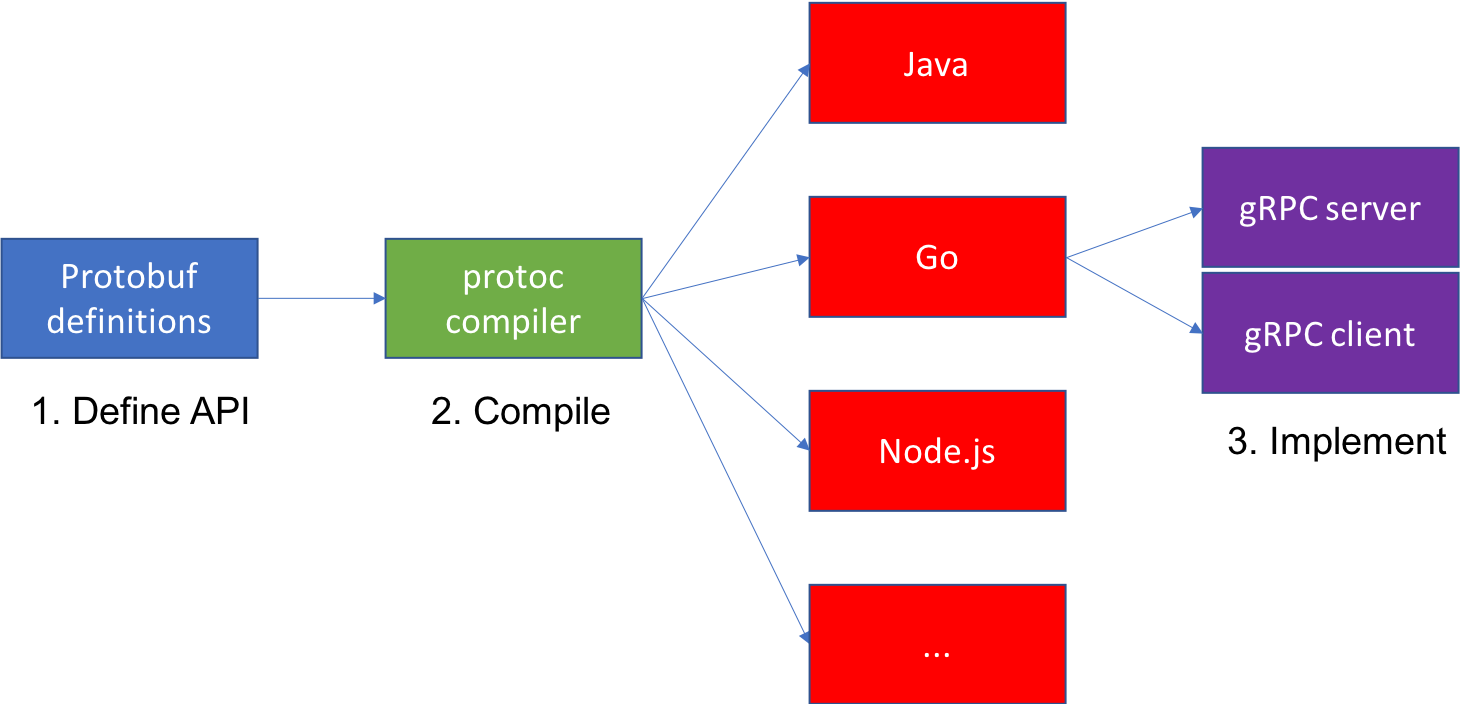 Protobuf
definitions
1. Define API
protoc
compiler
2. Compile
Java
Go
Node.js
...
gRPC server
gRPC client
3. Implement